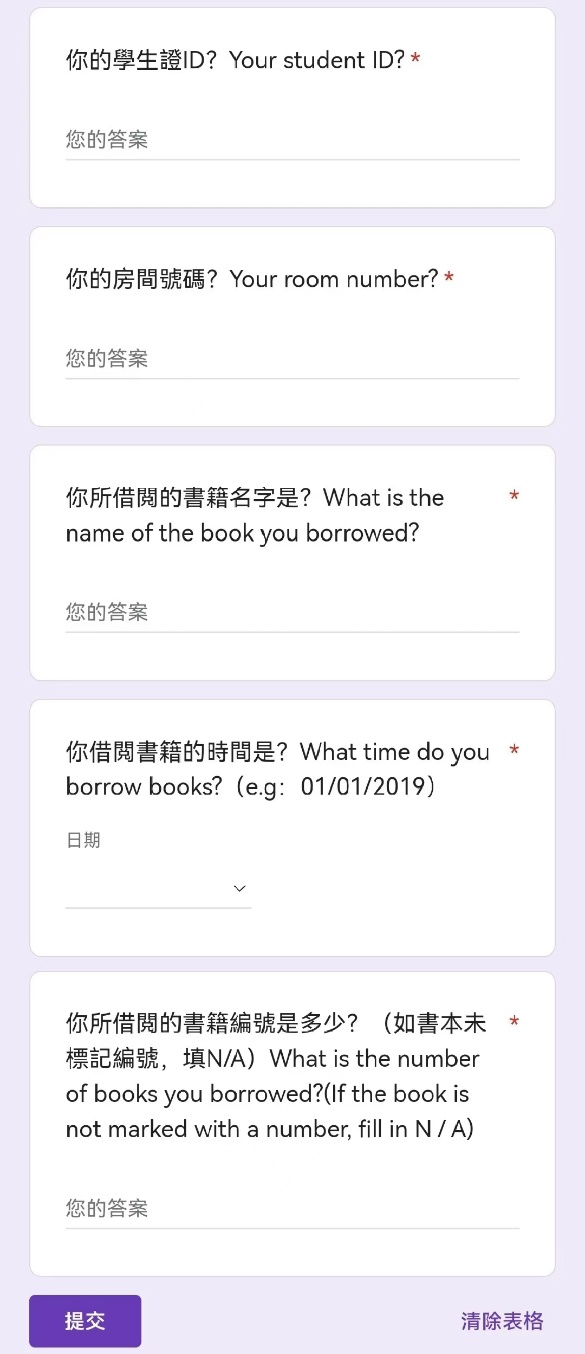 你的學生證ID？Your student ID? *
您的答案
你的房間號碼？Your room number? *
您的答案
你所借閱的書籍名字是？What is the *
name of the book you borrowed?
您的答案
你借閱書籍的時間是？What time do you *
borrow books?（e.g：01/01/2019）
日期
你所借閱的書籍編號是多少？（如書本未 *
標記編號，填N/A）What is the number
of books you borrowed?(If the book is
not marked with a number, fill in N / A)
您的答案
提交
清除表格